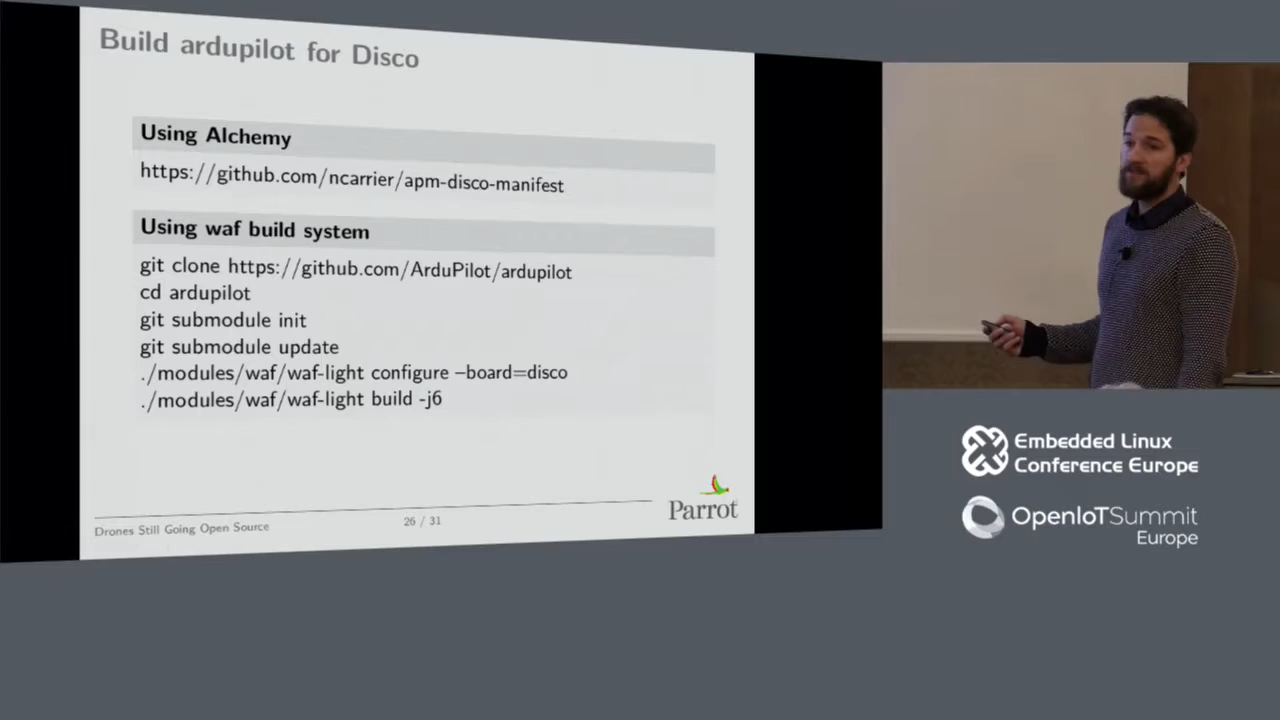 Build ardupilot for Disco
Using Alchemy
https://github.com/ncarrier/apm-disco-manifest
Using waf build system
git clone https://github.com/ArduPilot/ardupilot
cd ardupilot
git submodule init
git submodule update
./modules/waf/waf-light configure –board=disco
./modules/waf/waf-light build -j6
Drones Still Going Open Source
26 / 31
Parrot
Embedded Linux
Conference Europe
OpenIoTSummit
Europe